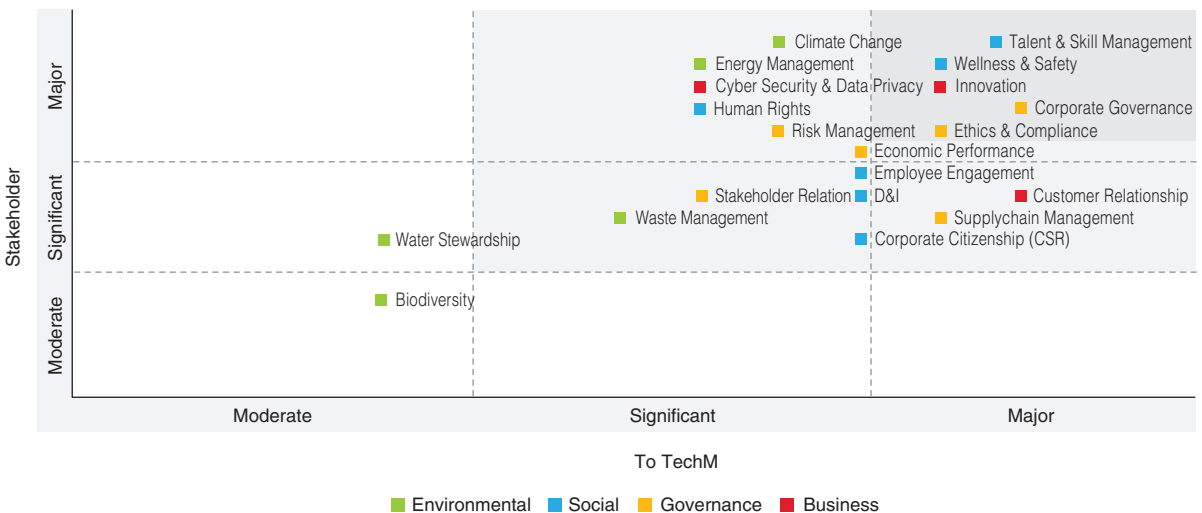 Stakeholder
Major
Significant
Moderate
Climate Change
Talent & Skill Management
Energy Management
Wellness & Safety
Cyber Security & Data Privacy
Innovation
Human Rights
Corporate Governance
Risk Management
Ethics & Compliance
Economic Performance
Employee Engagement
Stakeholder Relation
D&I
Customer Relationship
Waste Management
Supplychain Management
Water Stewardship
Corporate Citizenship (CSR)
Biodiversity
Moderate
Significant
Major
To TechM
Environmental
Social
Governance
Business